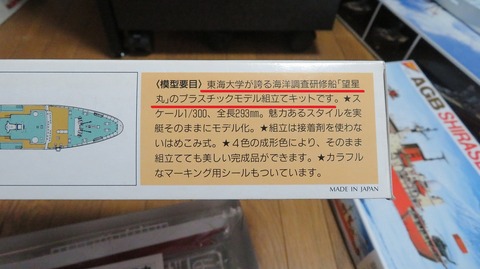 〈模型要目〉東海大学が誇る海洋調査研修船「望星
丸」のプラスチックモデル組立てキットです。★ス
ケール1/300、全長293mm。魅力あるスタイルを実
艇そのままにモデル化。★組立は接着剤を使わな
いはめこみ式。★4色の成形色により、そのまま
組立てても美しい完成品ができます。★カラフル
なマーキング用シールもついています。
MADE IN JAPAN
AGB SHIRASE